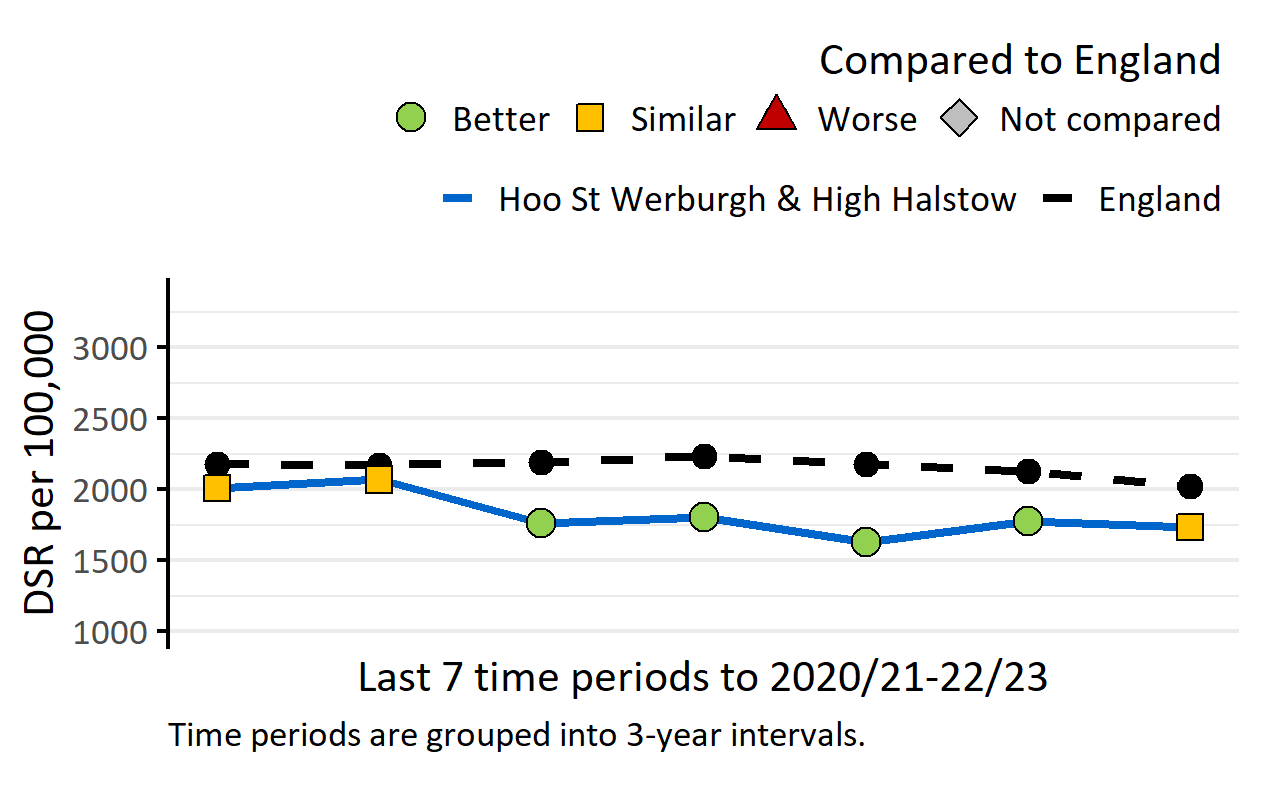 Compared to England
Better Similar Worse Not compared
Hoo St Werburgh & High Halstow England
DSR per 100,000
3000
2500
2000
1500
1000
Last 7 time periods to 2020/21-22/23
Time periods are grouped into 3-year intervals.